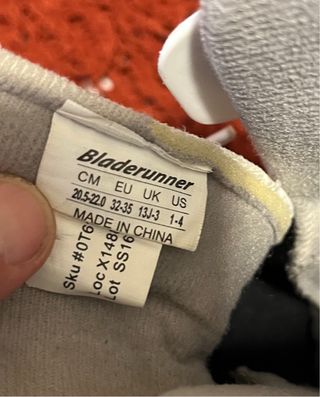 Bladerunner
CM EU UK US
20.5-22.0 32-35 13J-3 1-4
MADE IN CHINA
Sku #0T6
Loc X148
Lot SS16